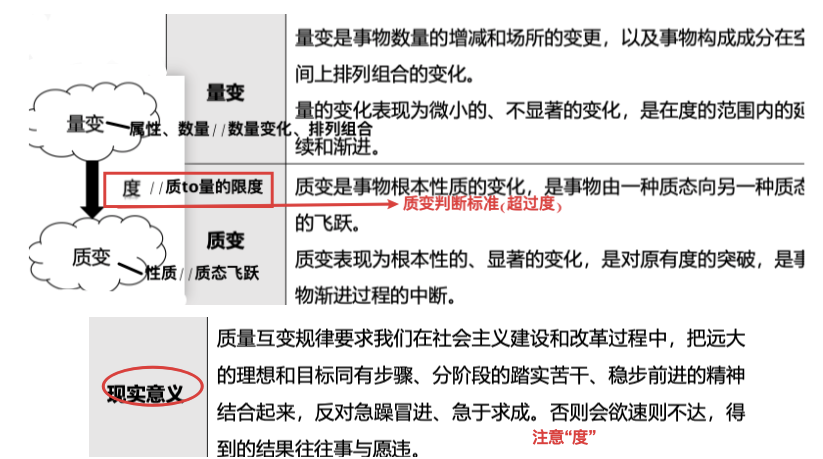 量变是事物数量的增减和场所的变更，以及事物构成成分在空
间上排列组合的变化。
量变
量的变化表现为微小的、不显著的变化，是在度的范围内的延
量变
属性、数量//数量变化、排列组合
续和渐进。
度 //质to量的限度
质变是事物根本性质的变化，是事物由一种质态向另一种质态
质变判断标准（超过度）
的飞跃。
质变
质变
质变表现为根本性的、显著的变化，是对原有度的突破，是事
性质//质态飞跃
物渐进过程的中断。
质量互变规律要求我们在社会主义建设和改革过程中，把远大
的理想和目标同有步骤、分阶段的踏实苦干、稳步前进的精神
现实意义
结合起来，反对急躁冒进、急于求成。否则会欲速则不达，得
注意“度”
到的结果往往事与愿违。